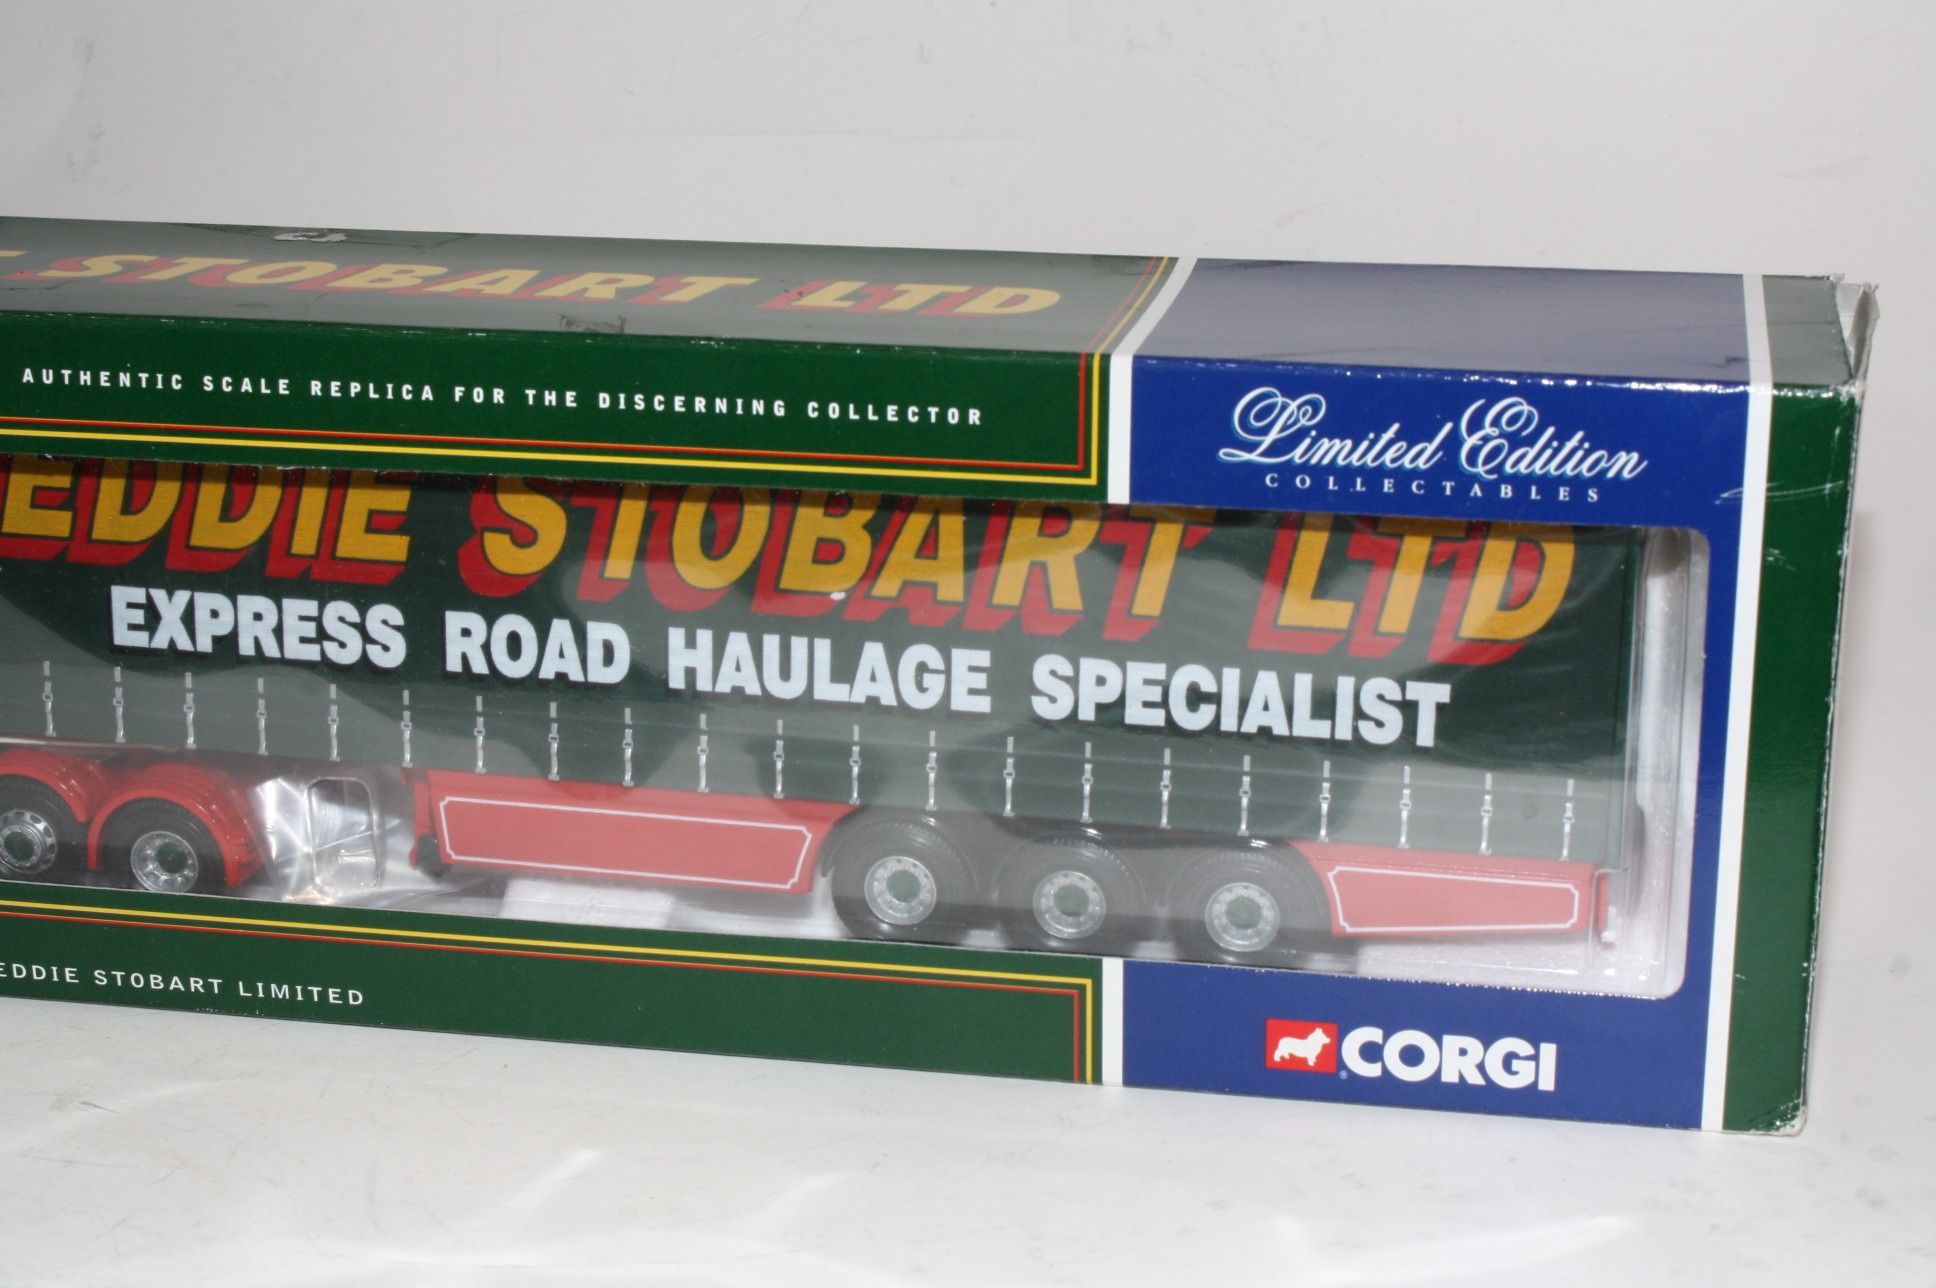 STOBART LTD
AUTHENTIC SCALE REPLICA FOR THE DISCERNING COLLECTOR
Limited Edition
COLLECTABLES
EDDIE STOBART LTD
EXPRESS ROAD HAULAGE SPECIALIST
EDDIE STOBART LIMITED
CORGI